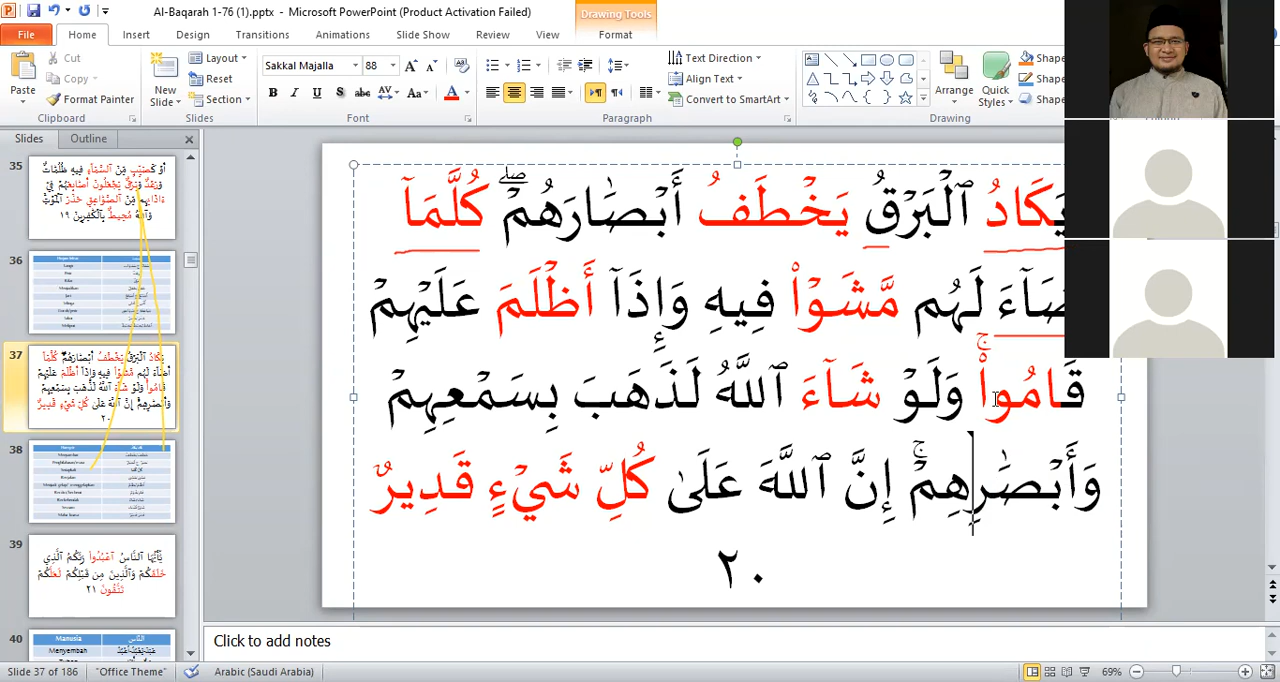 Al-Baqarah 1-76 (1).pptx - Microsoft PowerPoint (Product Activation Failed)
Drawing Tools
File Home Insert Design Transitions Animations Slide Show Review View Format
Cut
Copy
Format Painter
Paste
Clipboard
New Slide
Layout
Reset
Section
Slides
Sakkal Majalla 88
Font
Text Direction
Align Text
Convert to SmartArt
Paragraph
Arrange
Quick Styles
Drawing
Slides Outline
35
36
37
38
39
يَٰٓأَيُّهَا ٱلنَّاسُ ٱعۡبُدُواْ رَبَّكُمُ ٱلَّذِي
خَلَقَكُمۡ وَٱلَّذِينَ مِن قَبۡلِكُمۡ لَعَلَّكُمۡ
تَتَّقُونَ ٢١
40
Manusia
Menyembah
يَكَادُ ٱلۡبَرۡقُ يَخۡطَفُ أَبۡصَٰارَهُمۡۖ كُلَّمَآ
لَهُم مَّشَوۡاْ فِيهِ وَإِذَآ أَظۡلَمَ عَلَيۡهِمۡ
قَامُواْۚ وَلَوۡ شَآءَ ٱللَّهُ لَذَهَبَ بِسَمۡعِهِمۡ
وَأَبۡصَٰرِهِمۡۚ إِنَّ ٱللَّهَ عَلَىٰ كُلِّ شَيۡءٖ قَدِيرٞ
٢٠
Click to add notes
Slide 37 of 186 "Office Theme" Arabic (Saudi Arabia) 69%